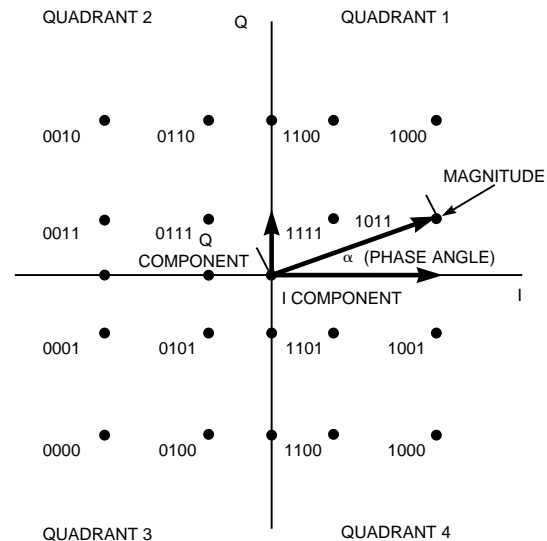 QUADRANT 2 Q QUADRANT 1
0010 0110 1100 1000
MAGNITUDE
0011 0111 1111 1011
Q
COMPONENT
α (PHASE ANGLE)
I COMPONENT I
0001 0101 1101 1001
0000 0100 1100 1000
QUADRANT 3 QUADRANT 4